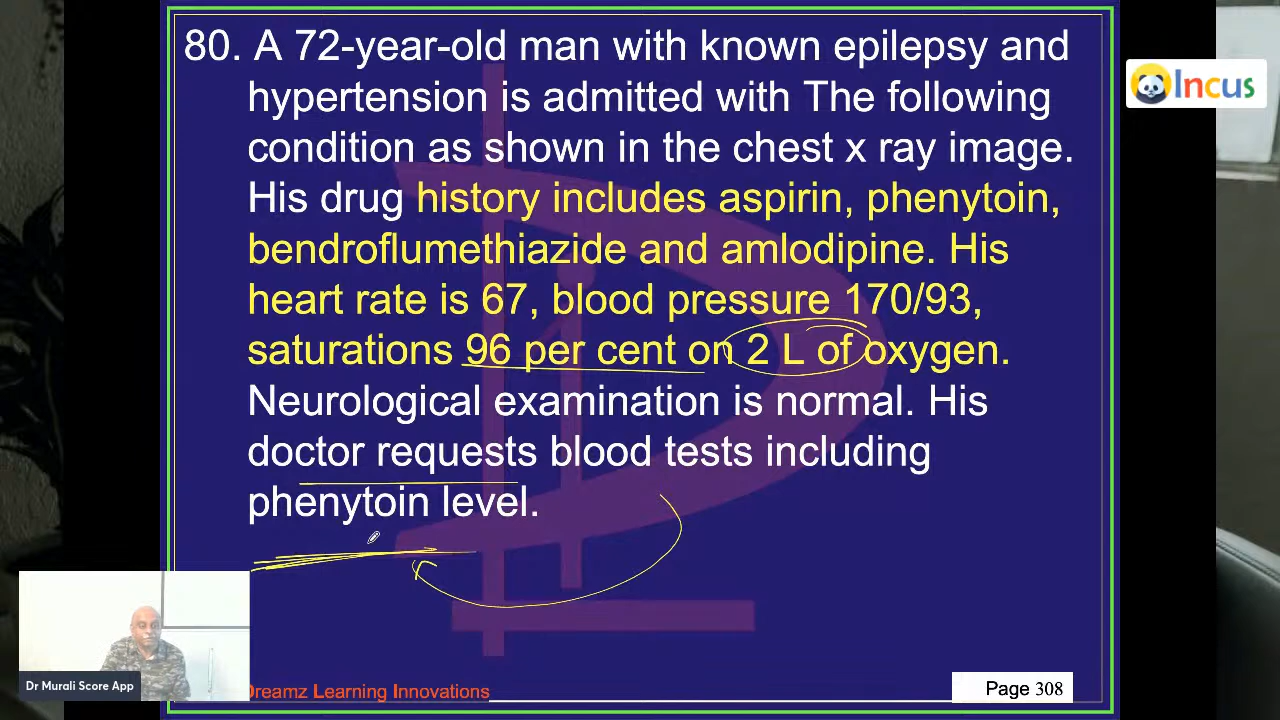 80. A 72-year-old man with known epilepsy and
hypertension is admitted with The following
condition as shown in the chest x ray image.
His drug history includes aspirin, phenytoin,
bendroflumethiazide and amlodipine. His
heart rate is 67, blood pressure 170/93,
saturations 96 per cent on 2 L of oxygen.
Neurological examination is normal. His
doctor requests blood tests including
phenytoin level.
Incus
Dr Murali Score App
Dreamz Learning Innovations
Page 308